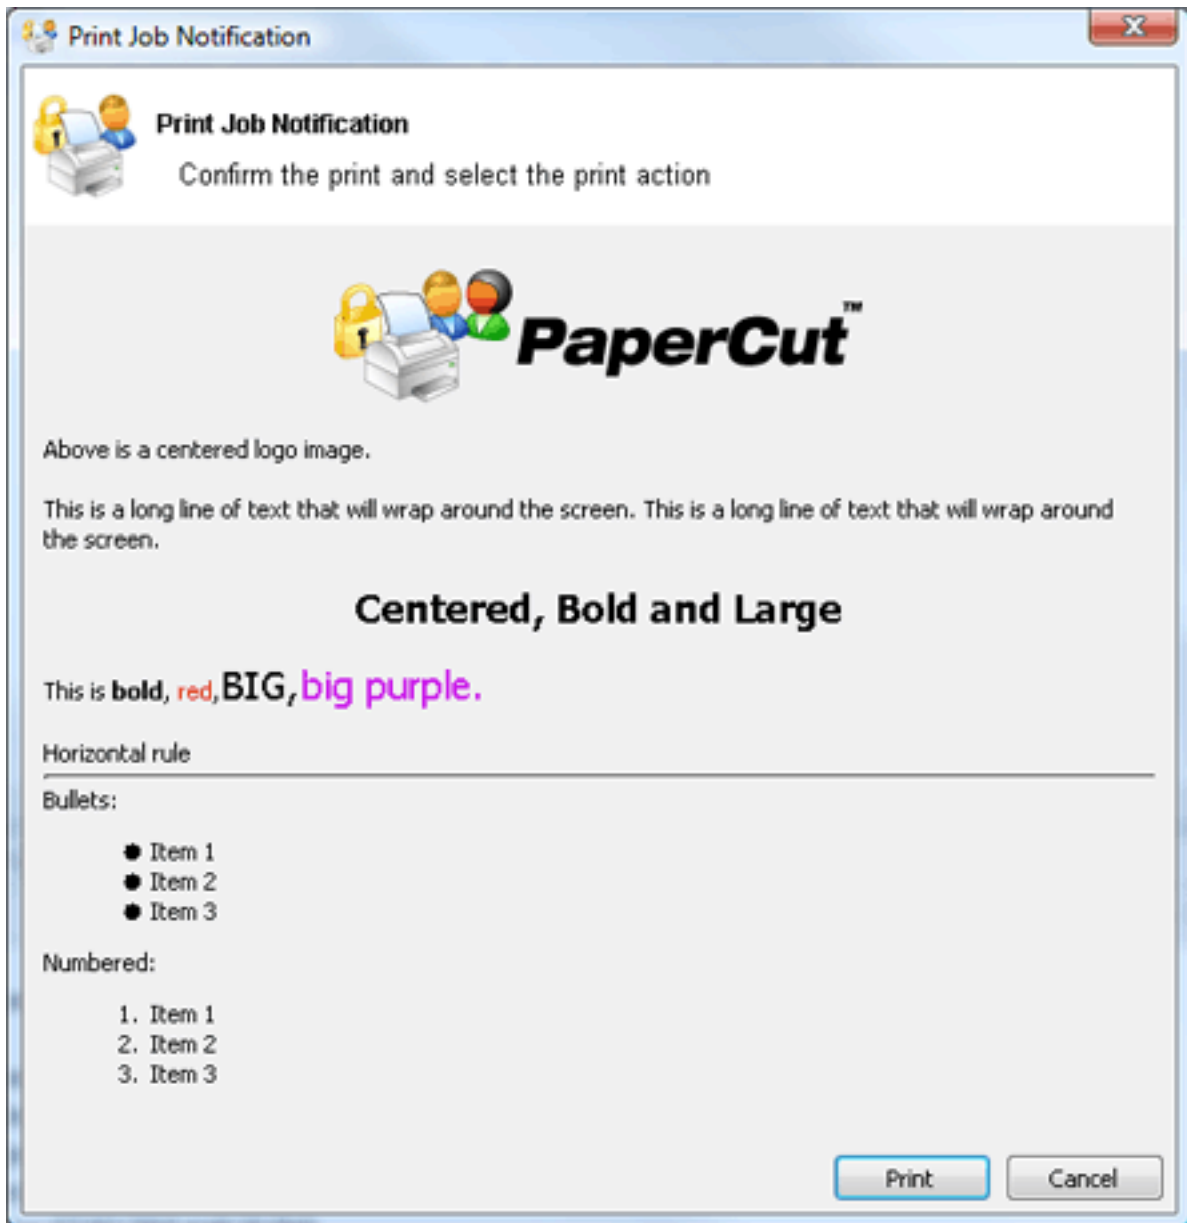 Print Job Notification
Print Job Notification
Confirm the print and select the print action
PaperCut™
Above is a centered logo image.
This is a long line of text that will wrap around the screen. This is a long line of text that will wrap around
the screen.
Centered, Bold and Large
This is bold, red, BIG, big purple.
Horizontal rule
Bullets:
● Item 1
● Item 2
● Item 3
Numbered:
1. Item 1
2. Item 2
3. Item 3
Print Cancel